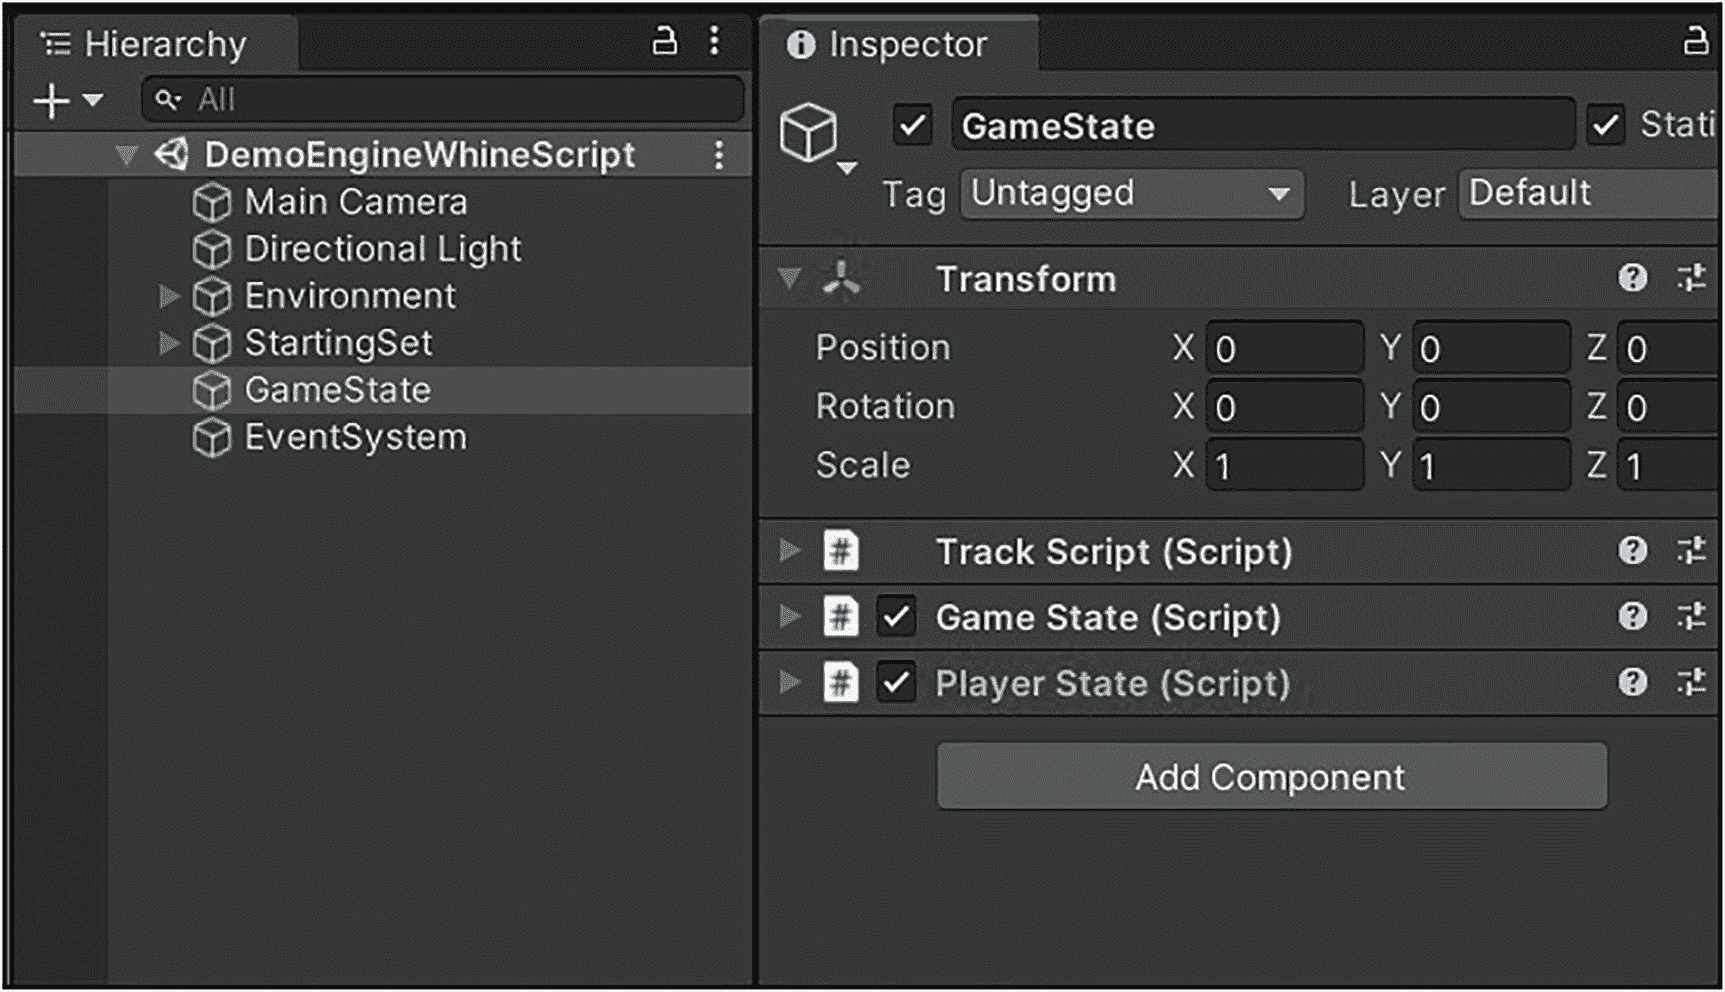 Hierarchy
All
DemoEngineWhineScript
Main Camera
Directional Light
Environment
StartingSet
GameState
EventSystem
Inspector
GameState Stati
Tag Untagged Layer Default
Transform
Position X 0 Y 0 Z 0
Rotation X 0 Y 0 Z 0
Scale X 1 Y 1 Z 1
# Track Script (Script)
# Game State (Script)
# Player State (Script)
Add Component